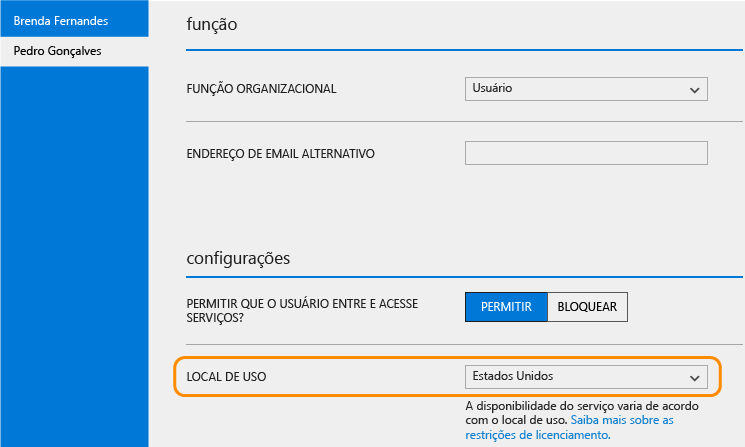 Brenda Fernandes
Pedro Gonçalves
função
FUNÇÃO ORGANIZACIONAL
Usuário
ENDEREÇO DE EMAIL ALTERNATIVO
configurações
PERMITIR QUE O USUÁRIO ENTRE E ACESSE
SERVIÇOS?
PERMITIR
BLOQUEAR
LOCAL DE USO
Estados Unidos
A disponibilidade do serviço varia de acordo
com o local de uso. Saiba mais sobre as
restrições de licenciamento.